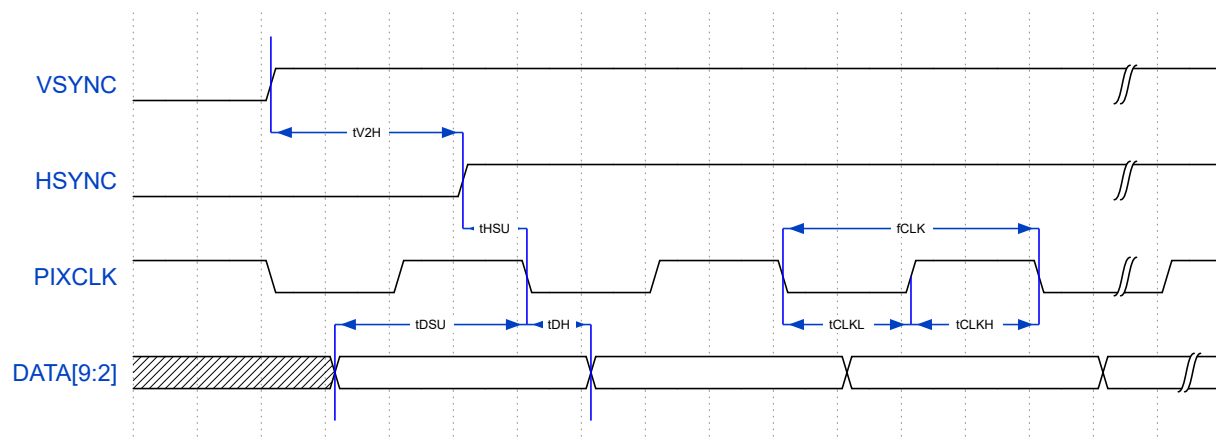 VSYNC
tV2H
HSYNC
tHSU
fCLK
PIXCLK
tDSU
tDH
tCLKL
tCLKH
DATA[9:2]